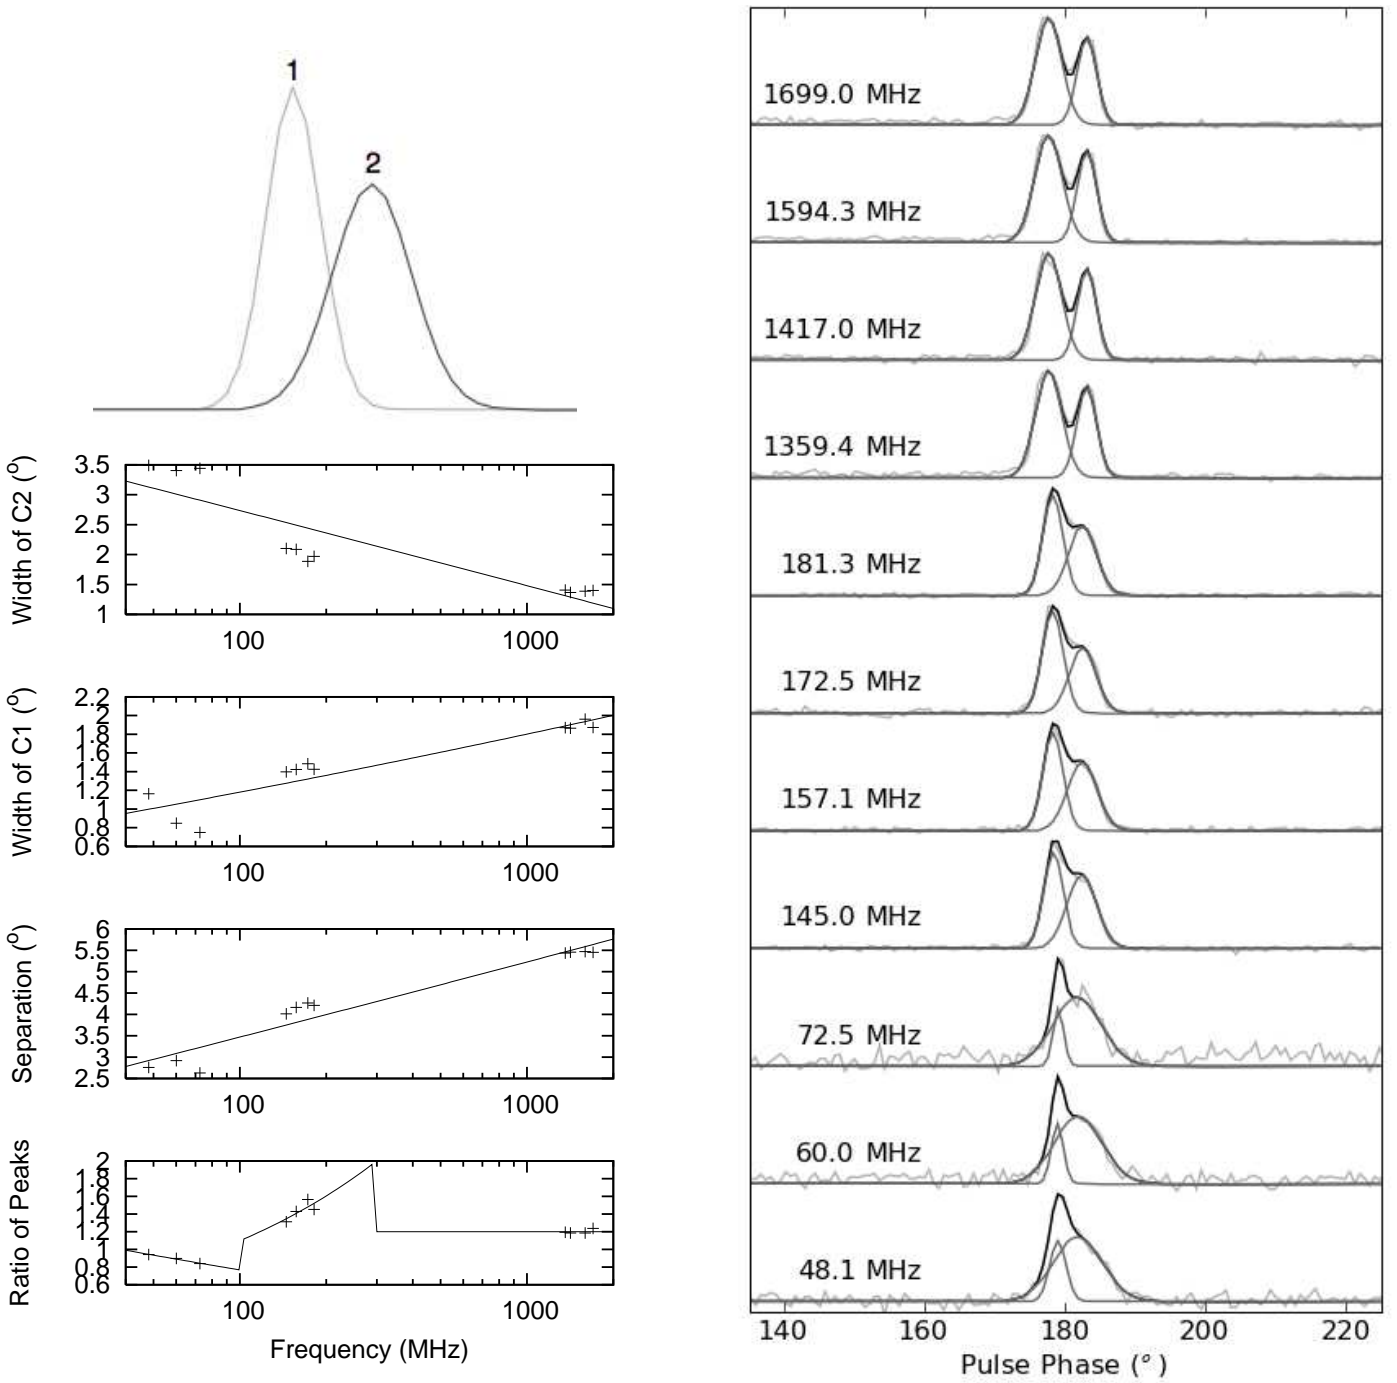 1
2
Width of C2 (°)
3.5
3
2.5
2
1.5
1
100 1000
Width of C1 (°)
2.2
2
1.8
1.6
1.4
1.2
1
0.8
0.6
100 1000
Separation (°)
6
5.5
5
4.5
4
3.5
3
2.5
100 1000
Ratio of Peaks
2
1.8
1.6
1.4
1.2
1
0.8
0.6
100 1000
Frequency (MHz)
1699.0 MHz
1594.3 MHz
1417.0 MHz
1359.4 MHz
181.3 MHz
172.5 MHz
157.1 MHz
145.0 MHz
72.5 MHz
60.0 MHz
48.1 MHz
140 160 180 200 220
Pulse Phase (°)